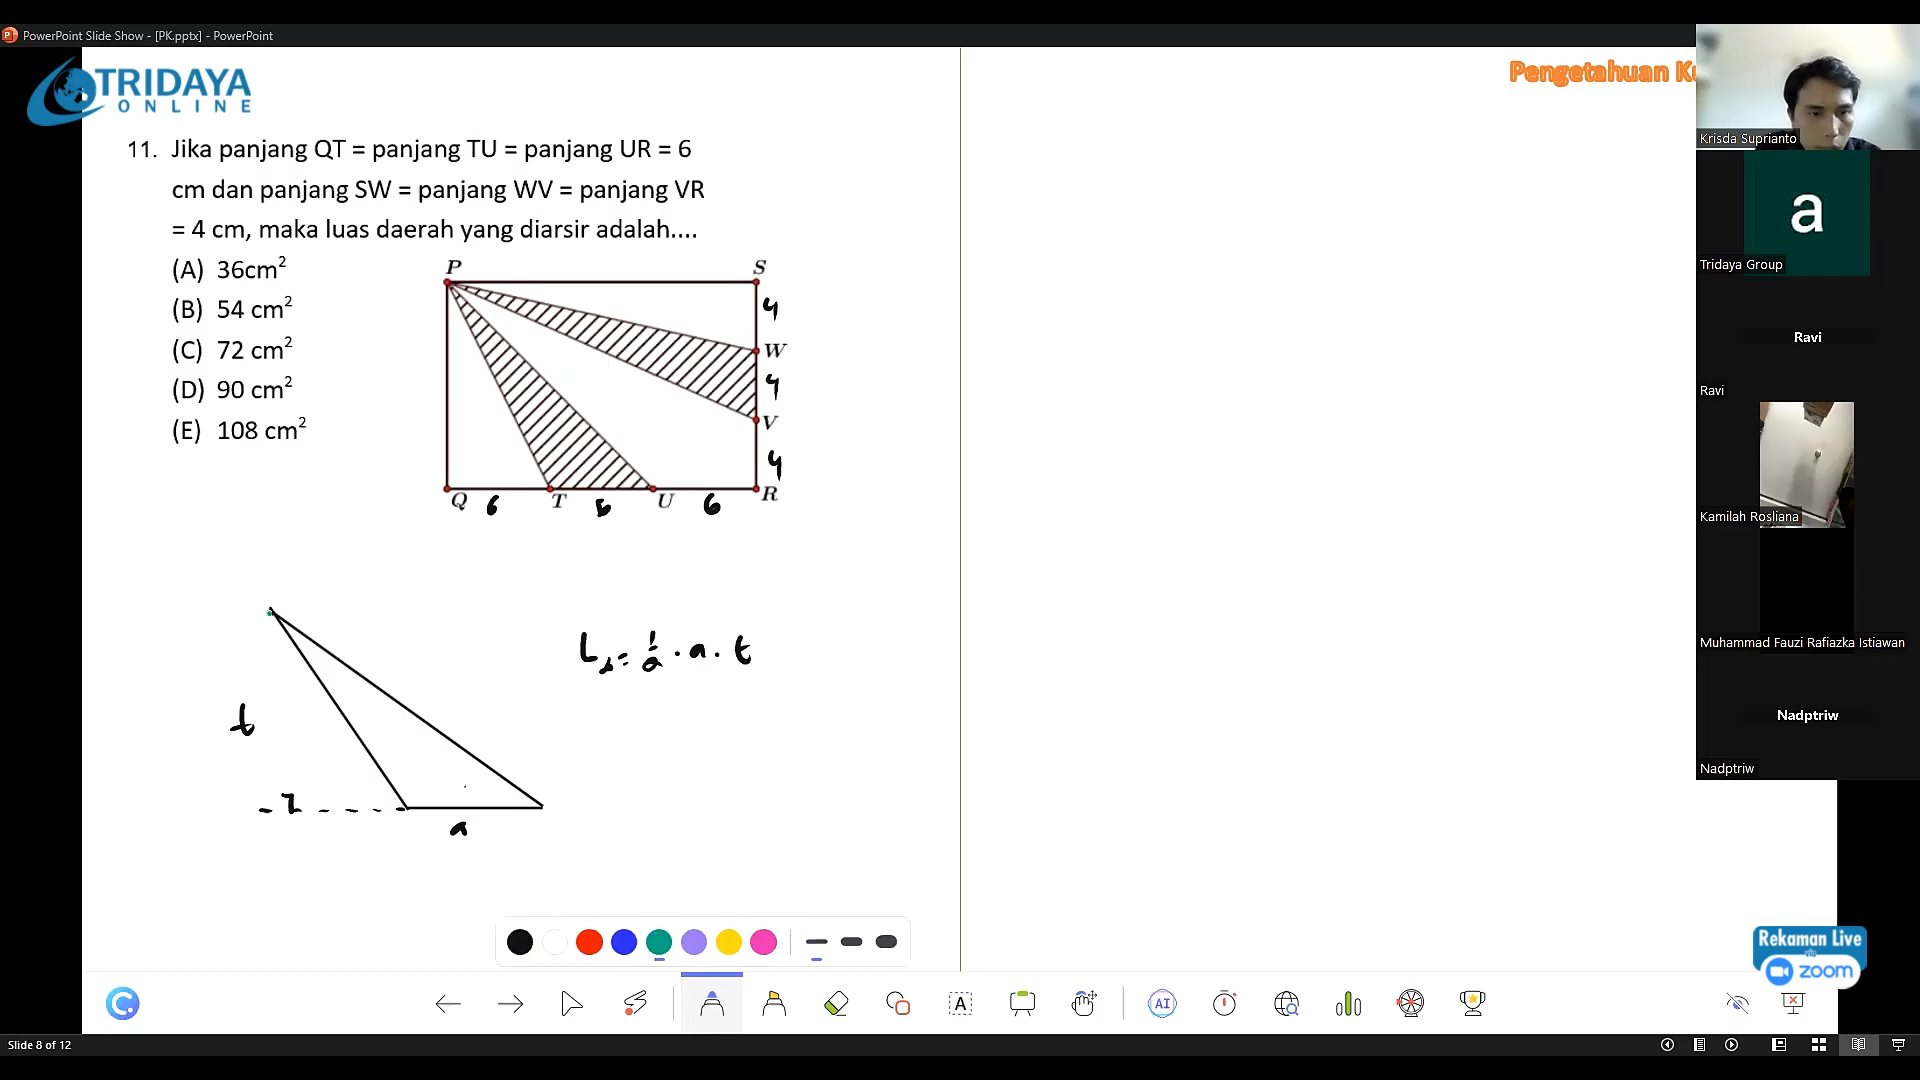 PowerPoint Slide Show - [PK.pptx] - PowerPoint
TRIDAYA
ONLINE
Pengetahuan
11. Jika panjang QT = panjang TU = panjang UR = 6
cm dan panjang SW = panjang WV = panjang VR
= 4 cm, maka luas daerah yang diarsir adalah....
(A) 36cm²
(B) 54 cm²
(C) 72 cm²
(D) 90 cm²
(E) 108 cm²
P
S
4
W
4
V
4
Q
T
U
R
6
6
t
a
Krisda Suprianto
a
Tridaya Group
Ravi
Ravi
Kamilah Rosliana
Muhammad Fauzi Rafiazka Istiawan
Nadptriw
Nadptriw
Rekaman Live
via
zoom
A
AI
Slide 8 of 12